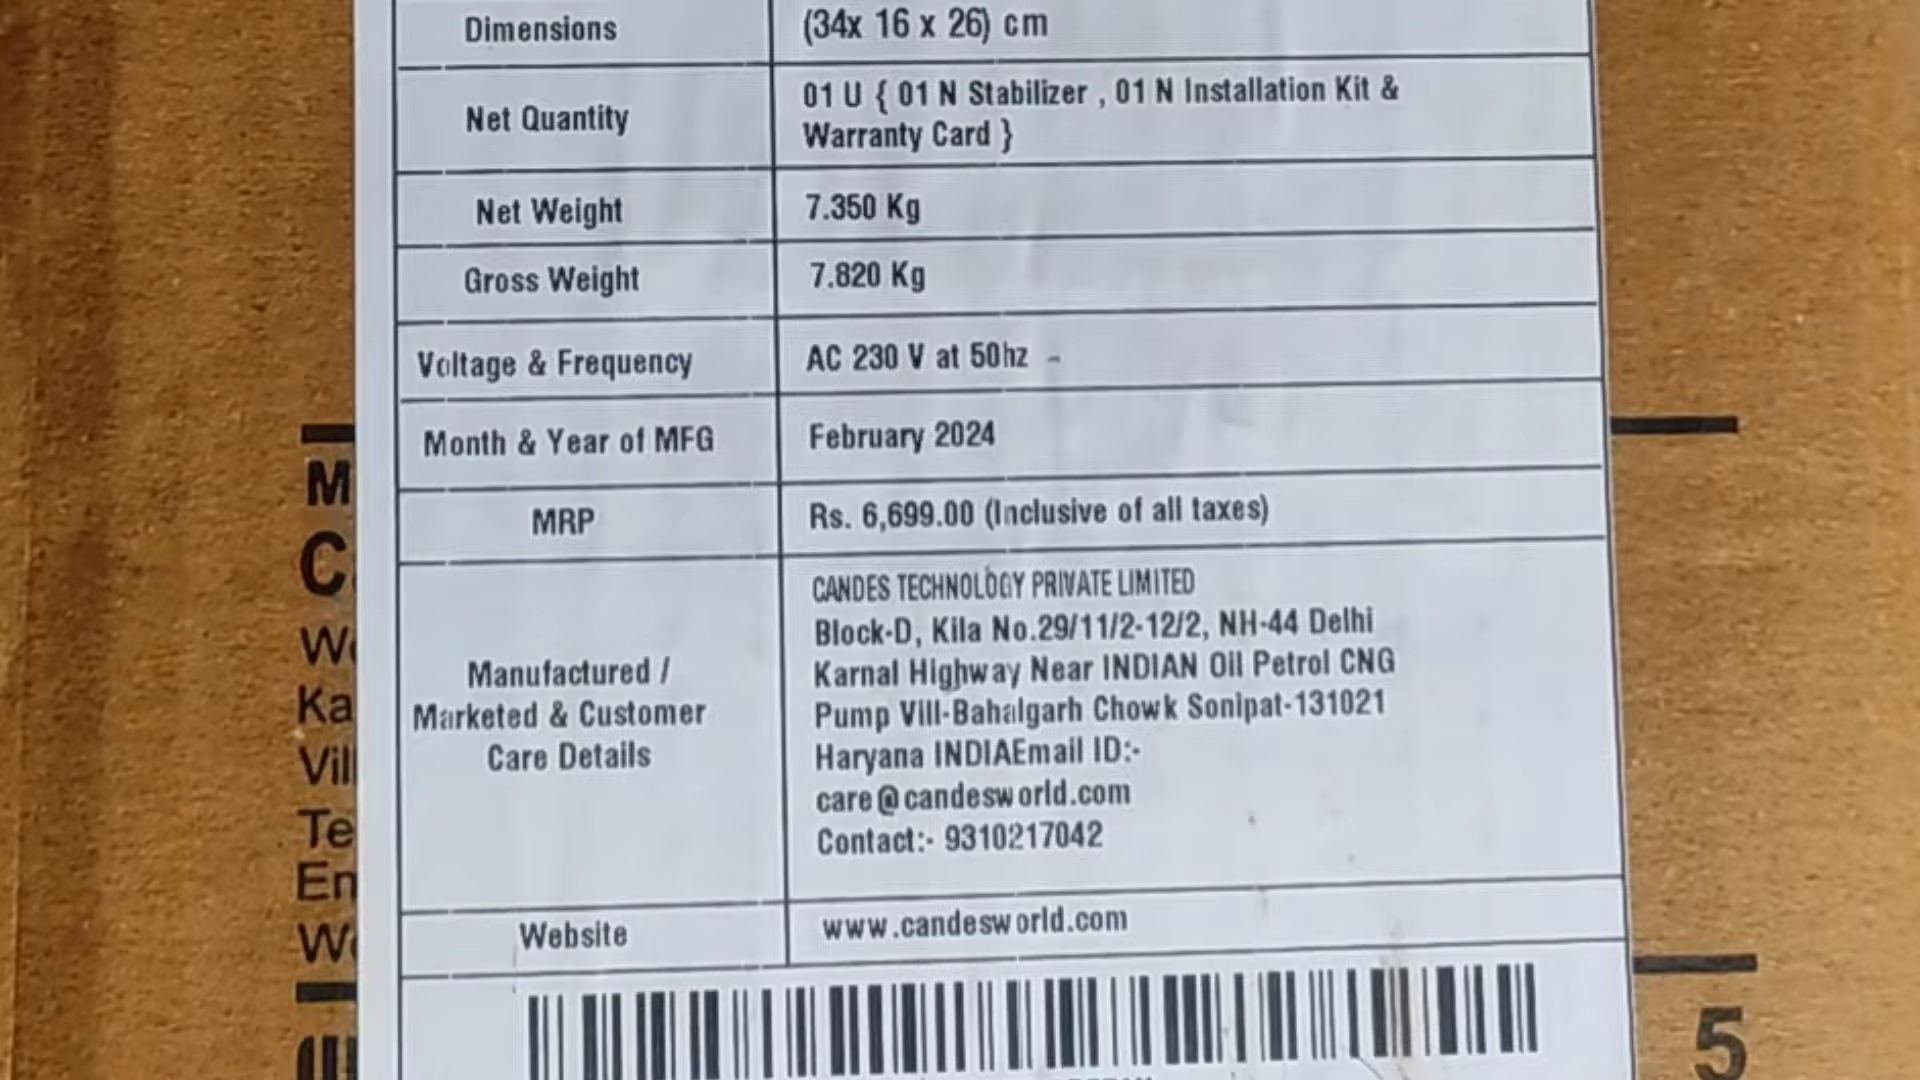 Dimensions (34x 16 x 26) cm
Net Quantity 01 U { 01 N Stabilizer , 01 N Installation Kit &
Warranty Card }
Net Weight 7.350 Kg
Gross Weight 7.820 Kg
Voltage & Frequency AC 230 V at 50hz -
Month & Year of MFG February 2024
MRP Rs. 6,699.00 (Inclusive of all taxes)
Manufactured /
Marketed & Customer
Care Details
CANDES TECHNOLOGY PRIVATE LIMITED
Block-D, Kila No.29/11/2-12/2, NH-44 Delhi
Karnal Highway Near INDIAN Oil Petrol CNG
Pump Vill-Bahalgarh Chowk Sonipat-131021
Haryana INDIAEmail ID:-
care@candesworld.com
Contact:- 9310217042
Website www.candesworld.com
M
C
Ka
Vil
Te
5